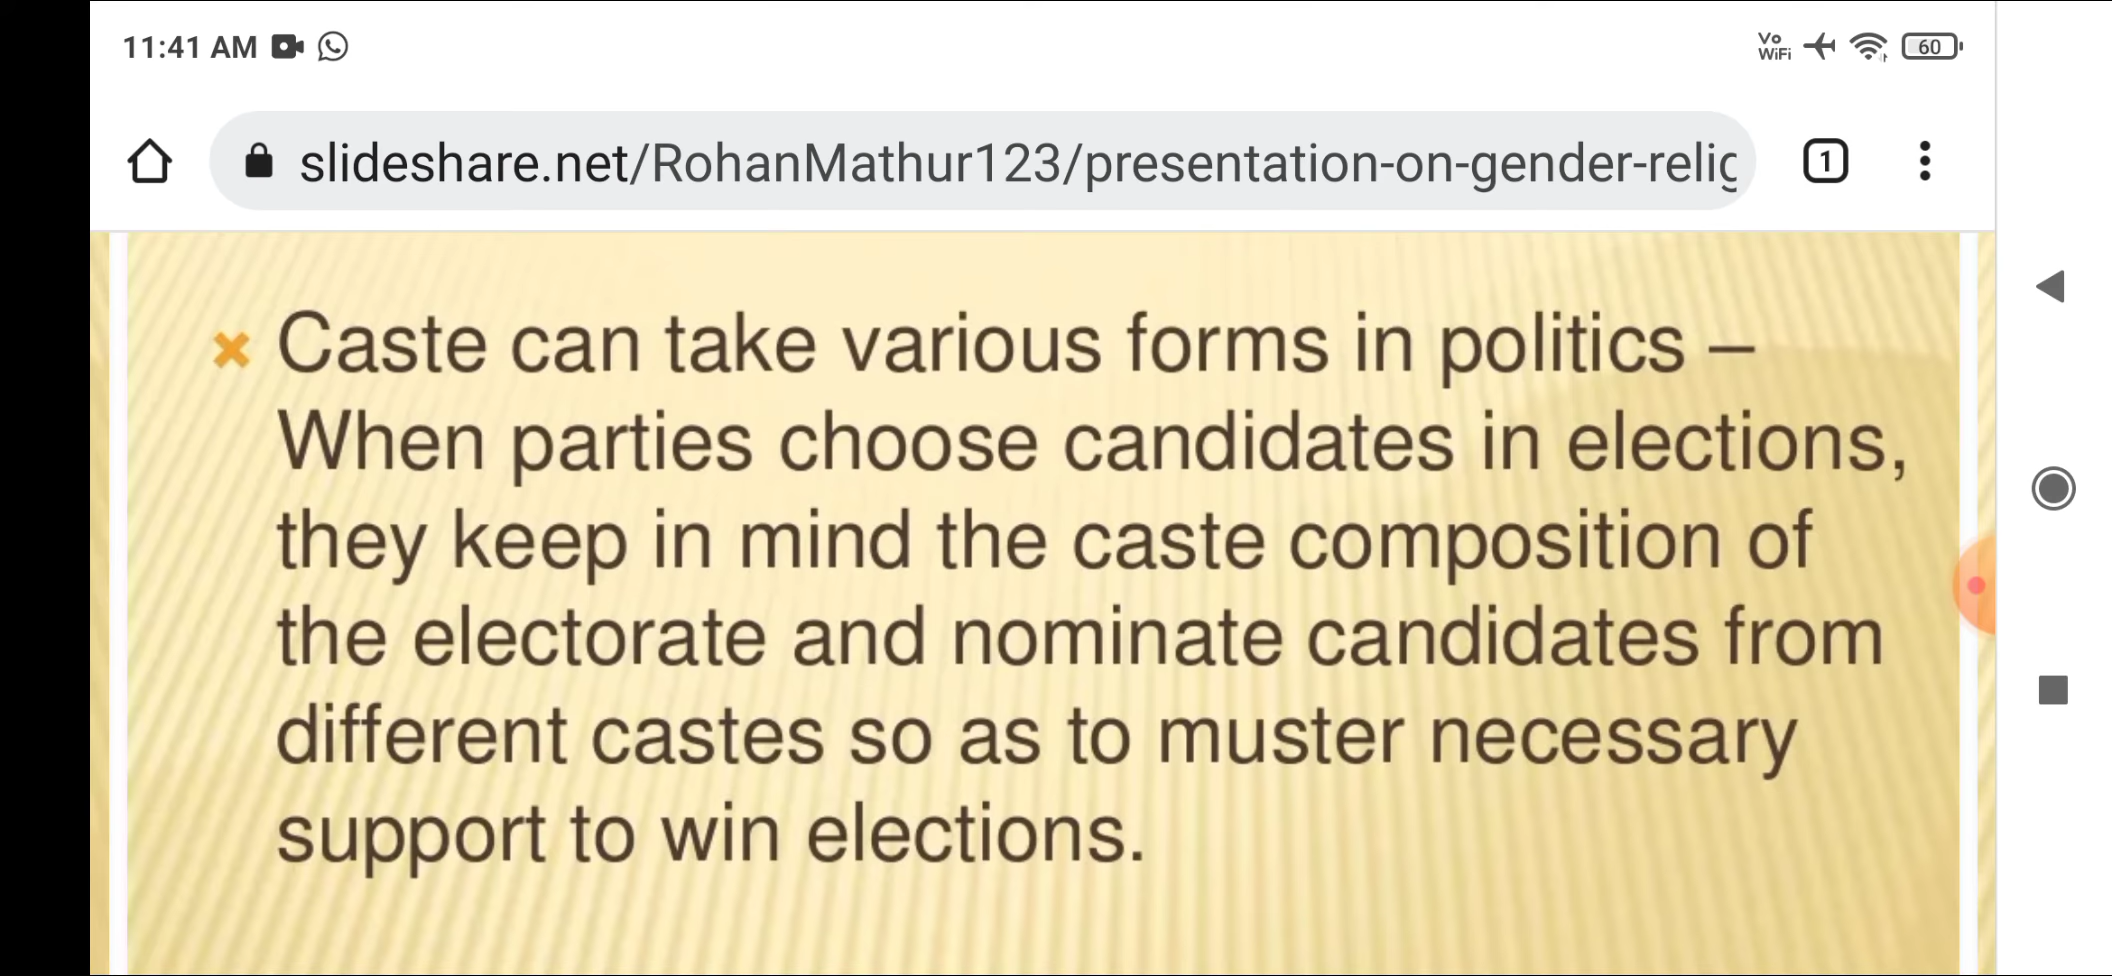 11:41 AM
Vo
WiFi
60
slideshare.net/RohanMathur123/presentation-on-gender-relig
1
Caste can take various forms in politics –
When parties choose candidates in elections,
they keep in mind the caste composition of
the electorate and nominate candidates from
different castes so as to muster necessary
support to win elections.